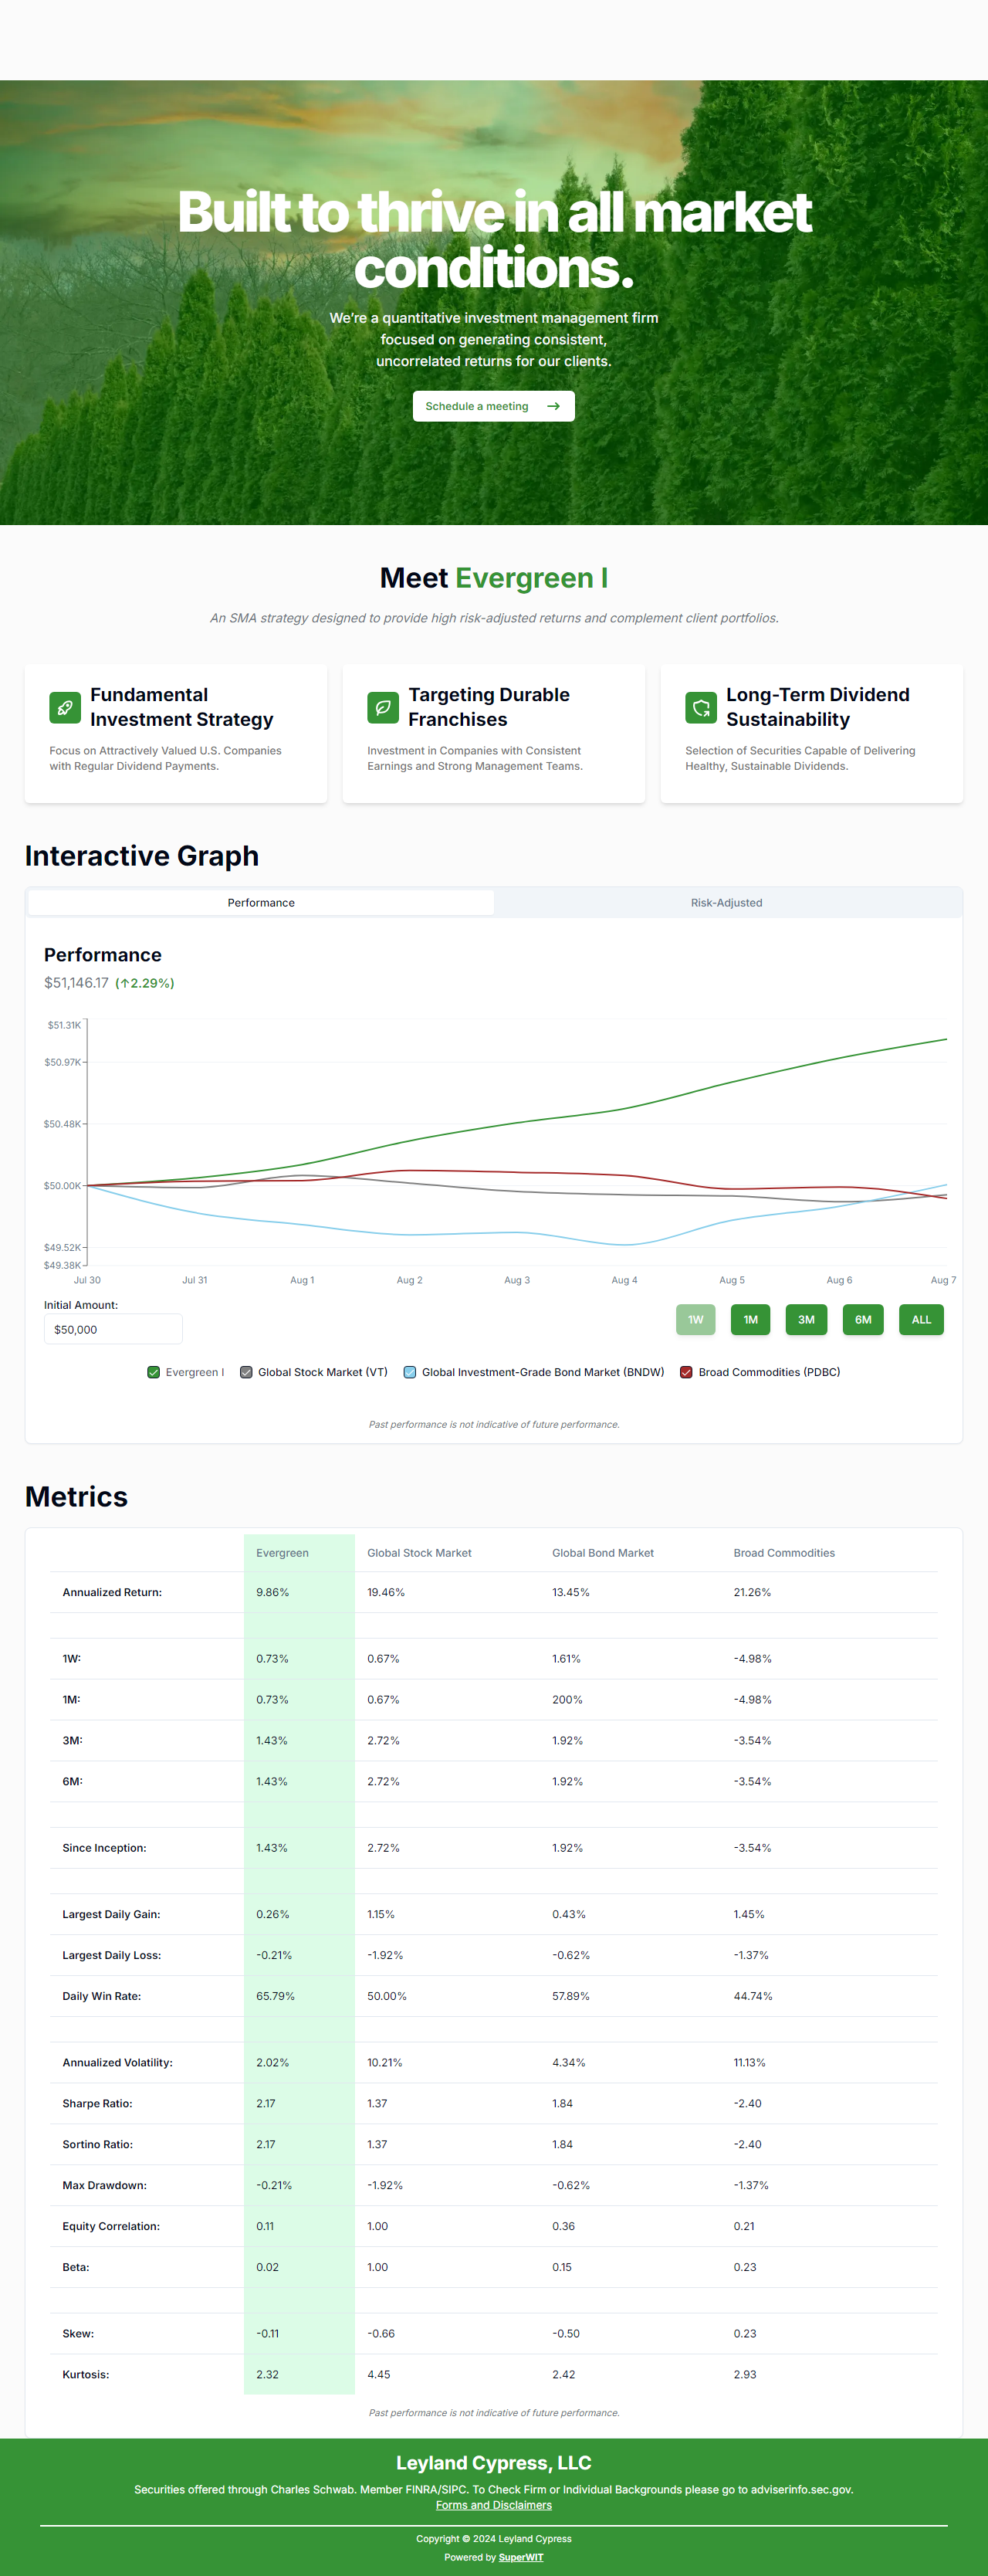 Built to thrive in all market
conditions.
We're a quantitative investment management firm
focused on generating consistent,
uncorrelated returns for our clients.
Schedule a meeting →
Meet Evergreen I
An SMA strategy designed to provide high risk-adjusted returns and complement client portfolios.
Fundamental
Investment Strategy
Focus on Attractively Valued U.S. Companies
with Regular Dividend Payments.
Targeting Durable
Franchises
Investment in Companies with Consistent
Earnings and Strong Management Teams.
Long-Term Dividend
Sustainability
Selection of Securities Capable of Delivering
Healthy, Sustainable Dividends.
Interactive Graph
Performance Risk-Adjusted
Performance
$51,146.17 (↑2.29%)
$51.31K
$50.97K
$50.48K
$50.00K
$49.52K
$49.38K
Jul 30 Jul 31 Aug 1 Aug 2 Aug 3 Aug 4 Aug 5 Aug 6 Aug 7
Initial Amount:
$50,000
1W 1M 3M 6M ALL
Evergreen I Global Stock Market (VT) Global Investment-Grade Bond Market (BNDW) Broad Commodities (PDBC)
Past performance is not indicative of future performance.
Metrics
Evergreen Global Stock Market Global Bond Market Broad Commodities
Annualized Return: 9.86% 19.46% 13.45% 21.26%
1W: 0.73% 0.67% 1.61% -4.98%
1M: 0.73% 0.67% 200% -4.98%
3M: 1.43% 2.72% 1.92% -3.54%
6M: 1.43% 2.72% 1.92% -3.54%
Since Inception: 1.43% 2.72% 1.92% -3.54%
Largest Daily Gain: 0.26% 1.15% 0.43% 1.45%
Largest Daily Loss: -0.21% -1.92% -0.62% -1.37%
Daily Win Rate: 65.79% 50.00% 57.89% 44.74%
Annualized Volatility: 2.02% 10.21% 4.34% 11.13%
Sharpe Ratio: 2.17 1.37 1.84 -2.40
Sortino Ratio: 2.17 1.37 1.84 -2.40
Max Drawdown: -0.21% -1.92% -0.62% -1.37%
Equity Correlation: 0.11 1.00 0.36 0.21
Beta: 0.02 1.00 0.15 0.23
Skew: -0.11 -0.66 -0.50 0.23
Kurtosis: 2.32 4.45 2.42 2.93
Past performance is not indicative of future performance.
Leyland Cypress, LLC
Securities offered through Charles Schwab. Member FINRA/SIPC. To Check Firm or Individual Backgrounds please go to adviserinfo.sec.gov.
Forms and Disclaimers
Copyright © 2024 Leyland Cypress
Powered by SuperWIT